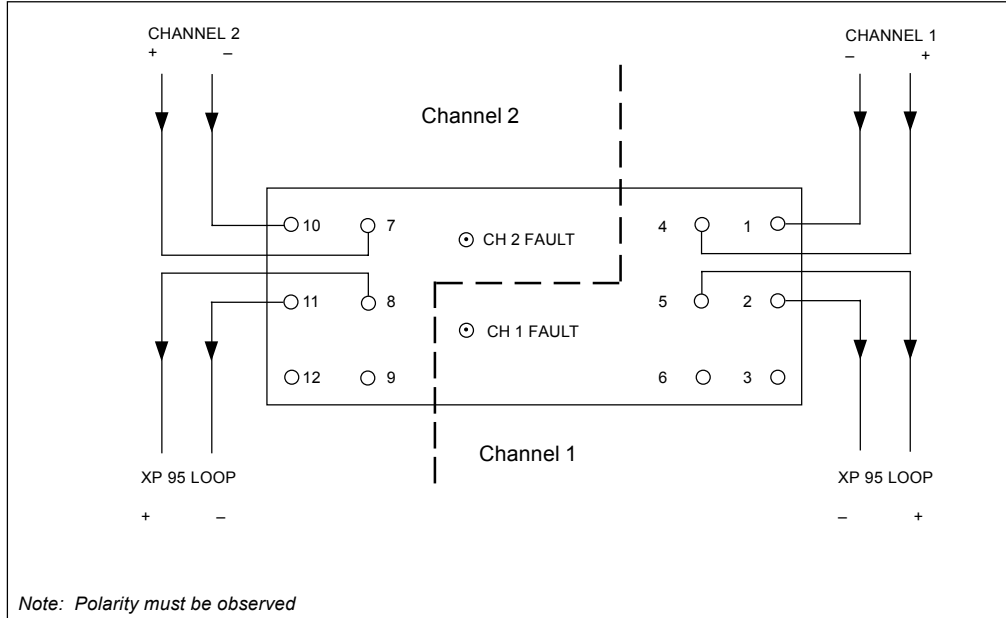 CHANNEL 2
+ –
CHANNEL 1
– +
Channel 2
10 7 4 1
CH 2 FAULT
11 8 5 2
CH 1 FAULT
12 9 6 3
Channel 1
XP 95 LOOP
+ –
XP 95 LOOP
– +
Note: Polarity must be observed